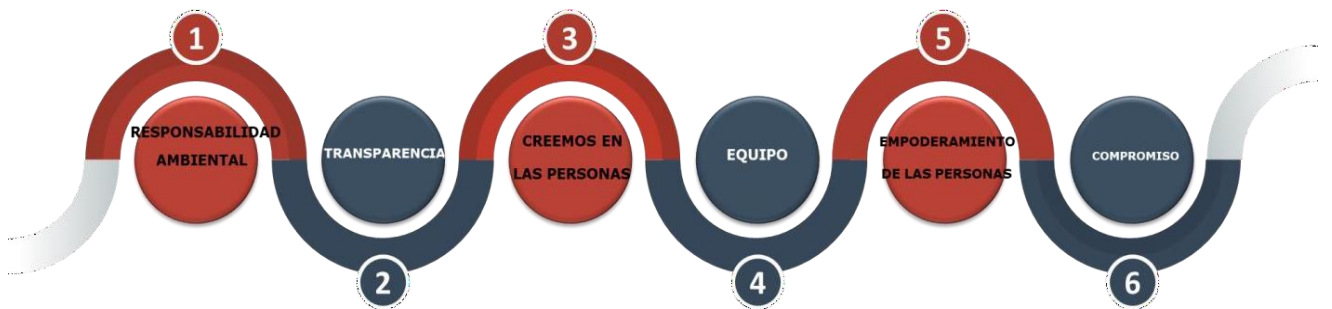 1
RESPONSABILIDAD
AMBIENTAL
2
TRANSPARENCIA
3
CREEMOS EN
LAS PERSONAS
4
EQUIPO
5
EMPODERAMIENTO
DE LAS PERSONAS
6
COMPROMISO